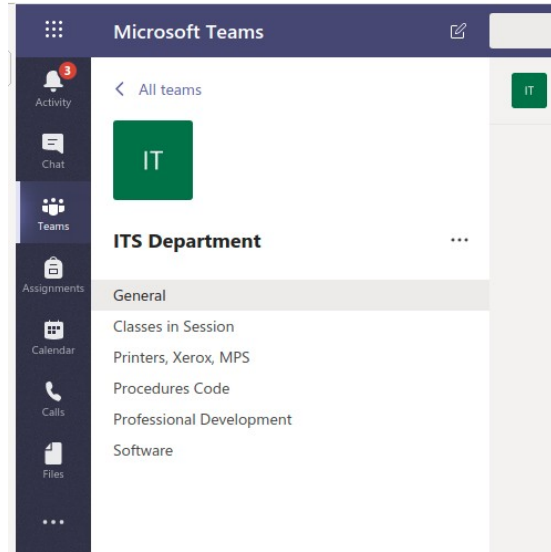 Microsoft Teams
3
Activity
Chat
Teams
Assignments
Calendar
Calls
Files
All teams
IT
ITS Department
General
Classes in Session
Printers, Xerox, MPS
Procedures Code
Professional Development
Software
IT